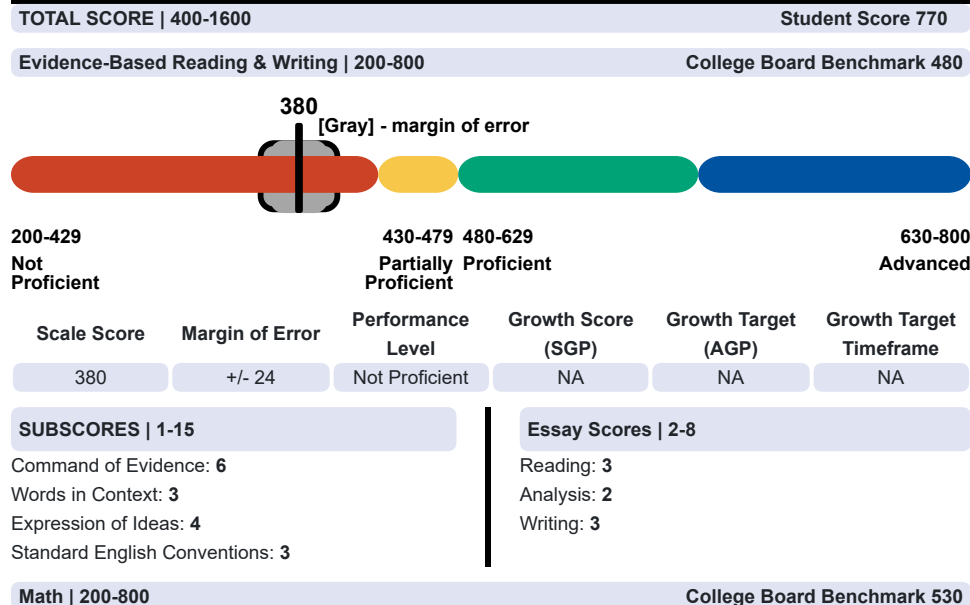 TOTAL SCORE | 400-1600 Student Score 770
Evidence-Based Reading & Writing | 200-800 College Board Benchmark 480
380
[Gray] - margin of error
200-429 430-479 480-629 630-800
Not Partially Proficient Advanced
Proficient Proficient
Scale Score Margin of Error Performance Level Growth Score (SGP) Growth Target (AGP) Growth Target Timeframe
380 +/- 24 Not Proficient NA NA NA
SUBSCORES | 1-15
Command of Evidence: 6
Words in Context: 3
Expression of Ideas: 4
Standard English Conventions: 3
Essay Scores | 2-8
Reading: 3
Analysis: 2
Writing: 3
Math | 200-800 College Board Benchmark 530